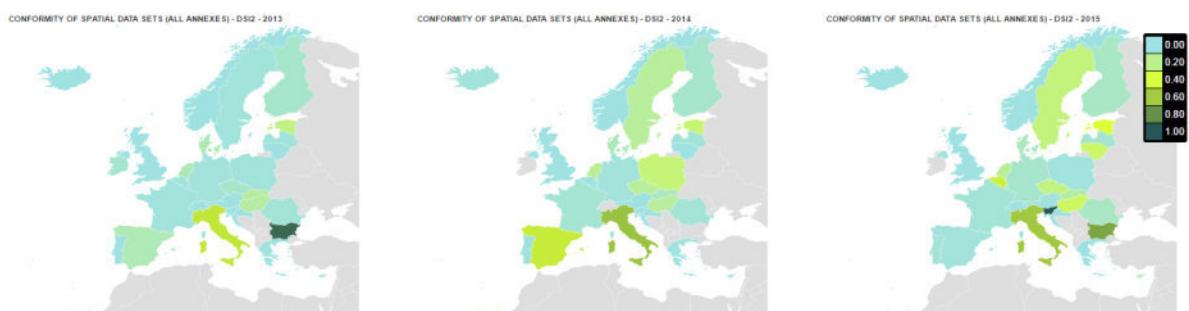 CONFORMITY OF SPATIAL DATA SETS (ALL ANNEXES) - DSI2 - 2013
CONFORMITY OF SPATIAL DATA SETS (ALL ANNEXES) - DSI2 - 2014
CONFORMITY OF SPATIAL DATA SETS (ALL ANNEXES) - DSI2 - 2015
0.00
0.20
0.40
0.60
0.80
1.00